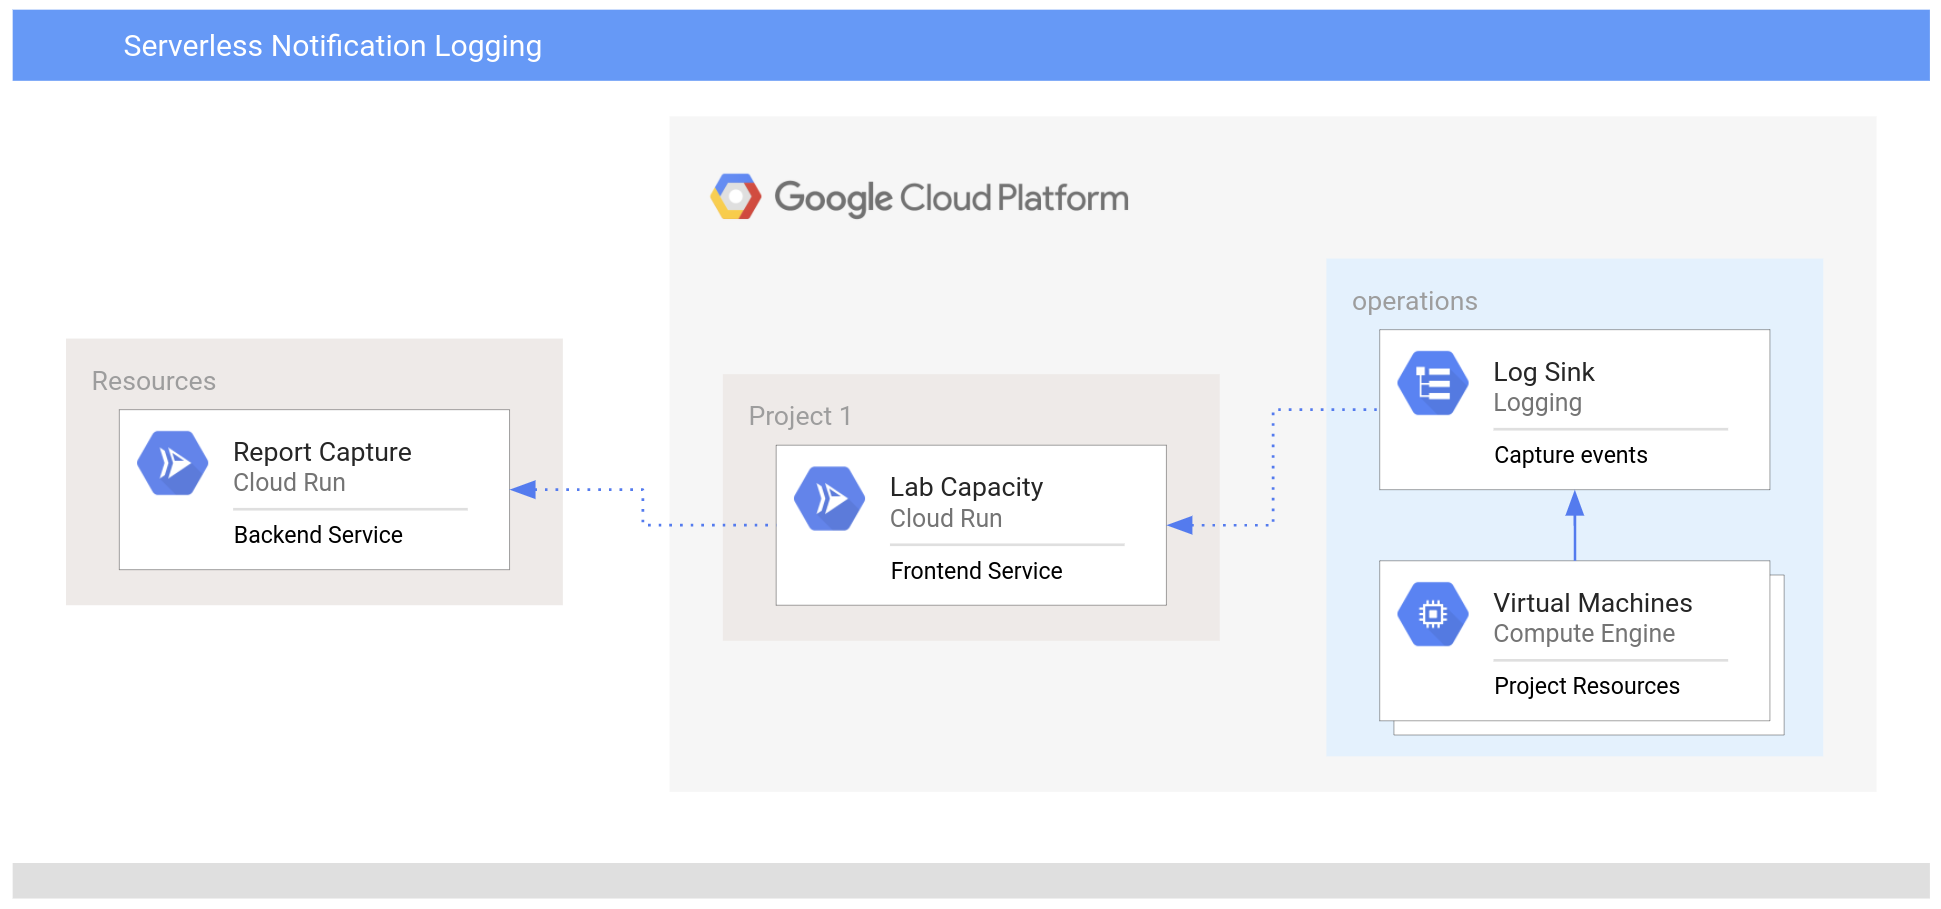 Serverless Notification Logging
Google Cloud Platform
operations
Log Sink
Logging
Capture events
Resources
Report Capture
Cloud Run
Backend Service
Project 1
Lab Capacity
Cloud Run
Frontend Service
Virtual Machines
Compute Engine
Project Resources